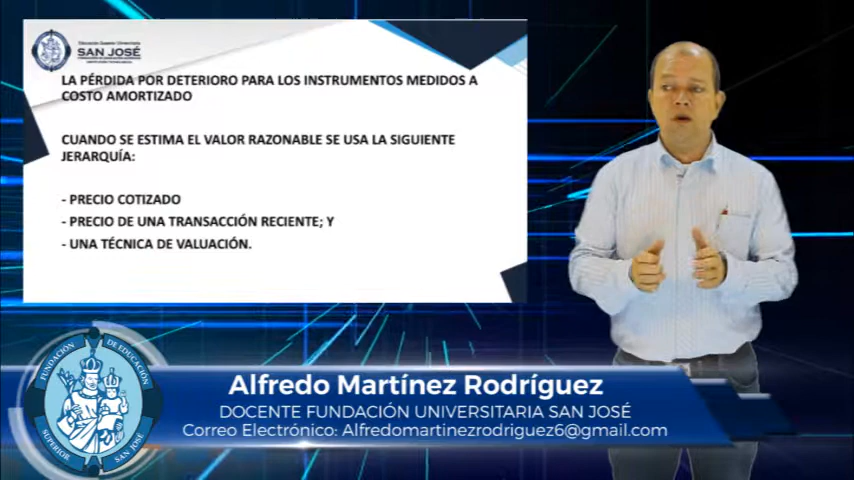 SAN JOSÉ
LA PÉRDIDA POR DETERIORO PARA LOS INSTRUMENTOS MEDIDOS A
COSTO AMORTIZADO
CUANDO SE ESTIMA EL VALOR RAZONABLE SE USA LA SIGUIENTE
JERARQUÍA:
- PRECIO COTIZADO
- PRECIO DE UNA TRANSACCIÓN RECIENTE; Y
- UNA TÉCNICA DE VALUACIÓN.
Alfredo Martínez Rodríguez
DOCENTE FUNDACIÓN UNIVERSITARIA SAN JOSÉ
Correo Electrónico: Alfredomartinezrodriguez6@gmail.com
FUNDACIÓN DE EDUCACIÓN
SUPERIOR SAN JOSÉ